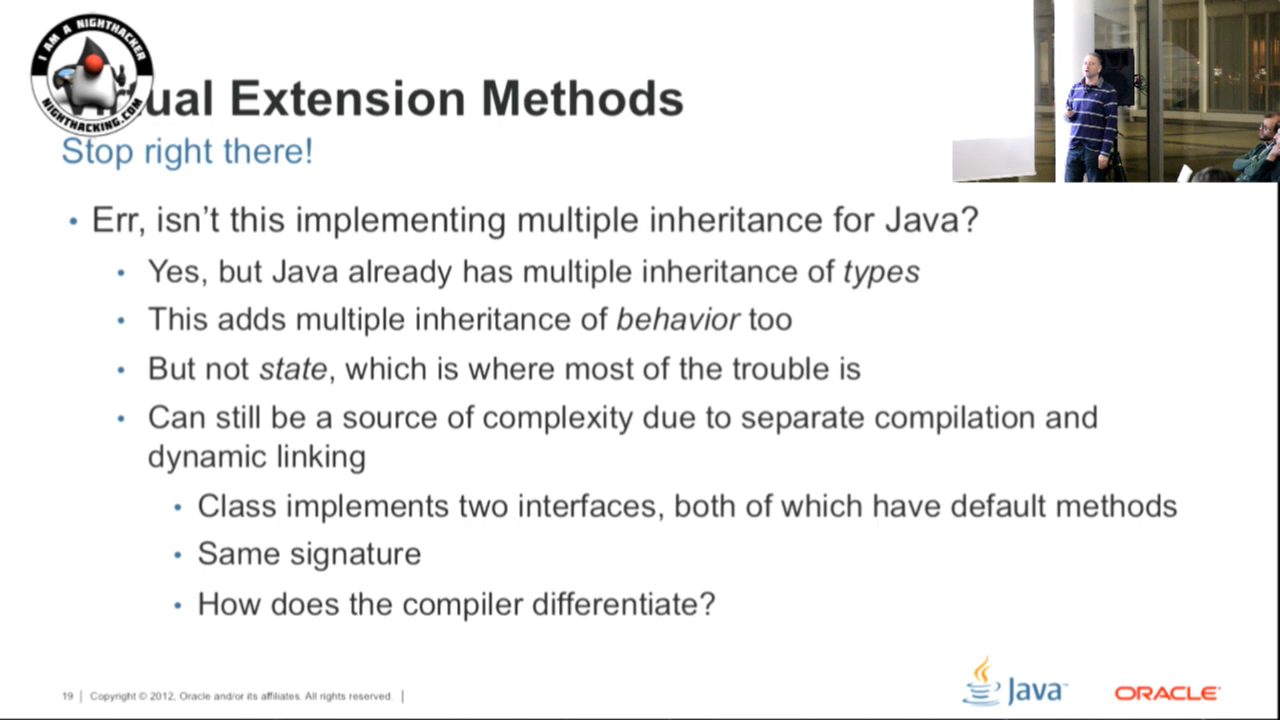 I AM A NIGHTHACKER
NIGHTHACKING.COM
ual Extension Methods
Stop right there!
• Err, isn't this implementing multiple inheritance for Java?
• Yes, but Java already has multiple inheritance of types
• This adds multiple inheritance of behavior too
• But not state, which is where most of the trouble is
• Can still be a source of complexity due to separate compilation and
dynamic linking
• Class implements two interfaces, both of which have default methods
• Same signature
• How does the compiler differentiate?
19 | Copyright © 2012, Oracle and/or its affiliates. All rights reserved. |
Java™
ORACLE®